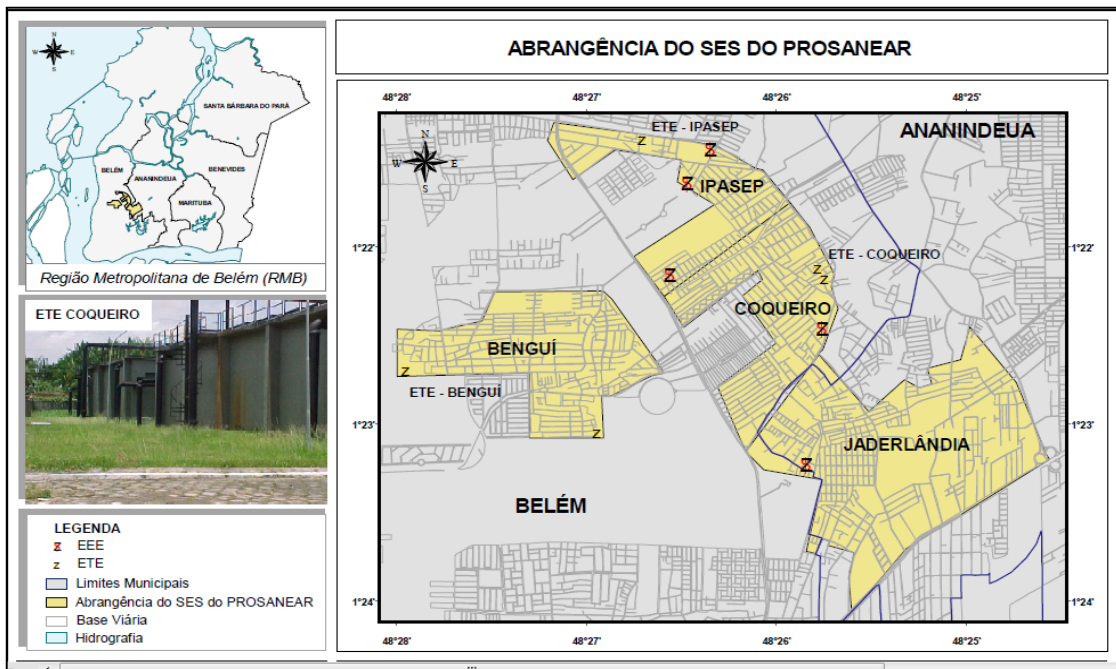 N
W E
S
SANTA BÁRBARA DO PARÁ
BELÉM
ANANINDEUA
BENEVIDES
MARITUBA
Região Metropolitana de Belém (RMB)
ETE COQUEIRO
LEGENDA
Z EEE
z ETE
Limites Municipais
Abrangência do SES do PROSANEAR
Base Viária
Hidrografia
ABRANGÊNCIA DO SES DO PROSANEAR
48°28' 48°27' 48°26' 48°25'
ETE - IPASEP
ANANINDEUA
N
W E
S
z
Z
Z
IPASEP
1°22' 1°22'
ETE - COQUEIRO
z
z
Z
COQUEIRO
Z
BENGUÍ
z
ETE - BENGUÍ
z
1°23' 1°23'
JADERLÂNDIA
Z
BELÉM
1°24' 1°24'
48°28' 48°27' 48°26' 48°25'